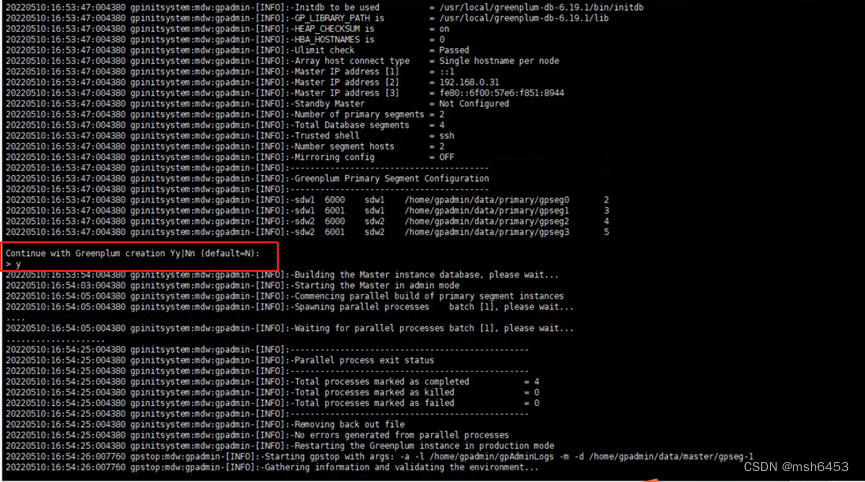 20220510:16:53:47:004380 gpinitsystem:mdw:gpadmin-[INFO]:-Initdb to be used = /usr/local/greenplum-db-6.19.1/bin/initdb
20220510:16:53:47:004380 gpinitsystem:mdw:gpadmin-[INFO]:-GP_LIBRARY_PATH is = /usr/local/greenplum-db-6.19.1/lib
20220510:16:53:47:004380 gpinitsystem:mdw:gpadmin-[INFO]:-HEAP_CHECKSUM is = on
20220510:16:53:47:004380 gpinitsystem:mdw:gpadmin-[INFO]:-HBA_HOSTNAMES is = 0
20220510:16:53:47:004380 gpinitsystem:mdw:gpadmin-[INFO]:-Ulimit check = Passed
20220510:16:53:47:004380 gpinitsystem:mdw:gpadmin-[INFO]:-Array host connect type = Single hostname per node
20220510:16:53:47:004380 gpinitsystem:mdw:gpadmin-[INFO]:-Master IP address [1] = ::1
20220510:16:53:47:004380 gpinitsystem:mdw:gpadmin-[INFO]:-Master IP address [2] = 192.168.0.31
20220510:16:53:47:004380 gpinitsystem:mdw:gpadmin-[INFO]:-Master IP address [3] = fe80::6f00:57e6:f851:8944
20220510:16:53:47:004380 gpinitsystem:mdw:gpadmin-[INFO]:-Standby Master = Not Configured
20220510:16:53:47:004380 gpinitsystem:mdw:gpadmin-[INFO]:-Number of primary segments = 2
20220510:16:53:47:004380 gpinitsystem:mdw:gpadmin-[INFO]:-Total Database segments = 4
20220510:16:53:47:004380 gpinitsystem:mdw:gpadmin-[INFO]:-Trusted shell = ssh
20220510:16:53:47:004380 gpinitsystem:mdw:gpadmin-[INFO]:-Number segment hosts = 2
20220510:16:53:47:004380 gpinitsystem:mdw:gpadmin-[INFO]:-Mirroring config = OFF
20220510:16:53:47:004380 gpinitsystem:mdw:gpadmin-[INFO]:----------------------------------------
20220510:16:53:47:004380 gpinitsystem:mdw:gpadmin-[INFO]:-Greenplum Primary Segment Configuration
20220510:16:53:47:004380 gpinitsystem:mdw:gpadmin-[INFO]:----------------------------------------
20220510:16:53:47:004380 gpinitsystem:mdw:gpadmin-[INFO]:-sdw1 6000 sdw1 /home/gpadmin/data/primary/gpseg0 2
20220510:16:53:47:004380 gpinitsystem:mdw:gpadmin-[INFO]:-sdw1 6001 sdw1 /home/gpadmin/data/primary/gpseg1 3
20220510:16:53:47:004380 gpinitsystem:mdw:gpadmin-[INFO]:-sdw2 6000 sdw2 /home/gpadmin/data/primary/gpseg2 4
20220510:16:53:47:004380 gpinitsystem:mdw:gpadmin-[INFO]:-sdw2 6001 sdw2 /home/gpadmin/data/primary/gpseg3 5
Continue with Greenplum creation Yy|Nn (default=N):
> y
20220510:16:53:54:004380 gpinitsystem:mdw:gpadmin-[INFO]:-Building the Master instance database, please wait...
20220510:16:54:03:004380 gpinitsystem:mdw:gpadmin-[INFO]:-Starting the Master in admin mode
20220510:16:54:05:004380 gpinitsystem:mdw:gpadmin-[INFO]:-Commencing parallel build of primary segment instances
20220510:16:54:05:004380 gpinitsystem:mdw:gpadmin-[INFO]:-Spawning parallel processes batch [1], please wait...
....
20220510:16:54:05:004380 gpinitsystem:mdw:gpadmin-[INFO]:-Waiting for parallel processes batch [1], please wait...
....................
20220510:16:54:25:004380 gpinitsystem:mdw:gpadmin-[INFO]:------------------------------------------------
20220510:16:54:25:004380 gpinitsystem:mdw:gpadmin-[INFO]:-Parallel process exit status
20220510:16:54:25:004380 gpinitsystem:mdw:gpadmin-[INFO]:------------------------------------------------
20220510:16:54:25:004380 gpinitsystem:mdw:gpadmin-[INFO]:-Total processes marked as completed = 4
20220510:16:54:25:004380 gpinitsystem:mdw:gpadmin-[INFO]:-Total processes marked as killed = 0
20220510:16:54:25:004380 gpinitsystem:mdw:gpadmin-[INFO]:-Total processes marked as failed = 0
20220510:16:54:25:004380 gpinitsystem:mdw:gpadmin-[INFO]:------------------------------------------------
20220510:16:54:25:004380 gpinitsystem:mdw:gpadmin-[INFO]:-Removing back out file
20220510:16:54:25:004380 gpinitsystem:mdw:gpadmin-[INFO]:-No errors generated from parallel processes
20220510:16:54:25:004380 gpinitsystem:mdw:gpadmin-[INFO]:-Restarting the Greenplum instance in production mode
20220510:16:54:26:007760 gpstop:mdw:gpadmin-[INFO]:-Starting gpstop with args: -a -l /home/gpadmin/gpAdminLogs -m -d /home/gpadmin/data/master/gpseg-1
20220510:16:54:26:007760 gpstop:mdw:gpadmin-[INFO]:-Gathering information and validating the environment...
CSDN @msh6453